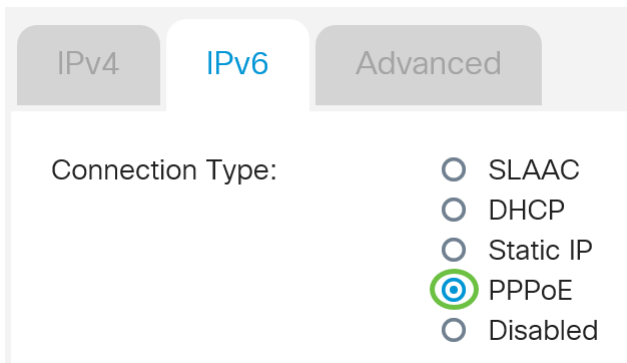 IPv4 IPv6 Advanced
Connection Type: SLAAC
DHCP
Static IP
PPPoE
Disabled